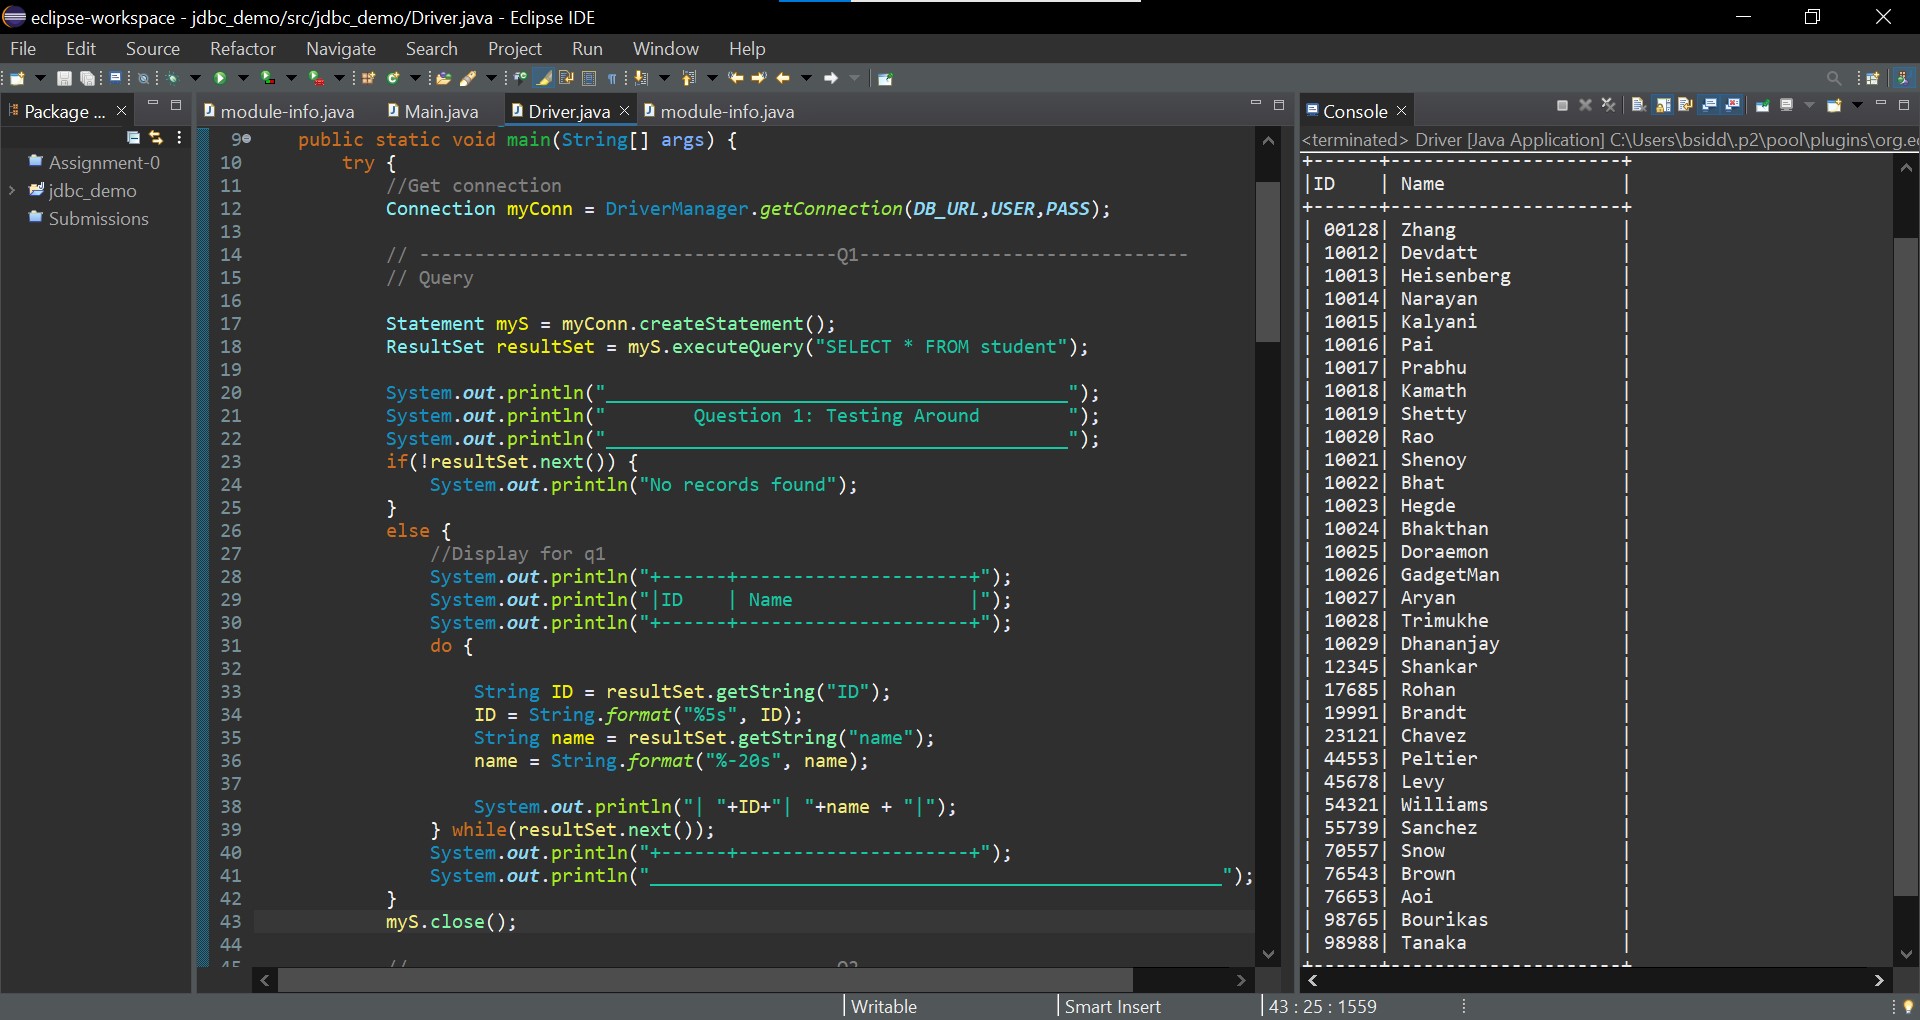 eclipse-workspace - jdbc_demo/src/jdbc_demo/Driver.java - Eclipse IDE
File Edit Source Refactor Navigate Search Project Run Window Help
Package ...
Assignment-0
jdbc_demo
Submissions
module-info.java Main.java Driver.java module-info.java
9 public static void main(String[] args) {
10 try {
11 //Get connection
12 Connection myConn = DriverManager.getConnection(DB_URL,USER,PASS);
13
14 // --------------------------------------Q1------------------------------
15 // Query
16
17 Statement myS = myConn.createStatement();
18 ResultSet resultSet = myS.executeQuery("SELECT * FROM student");
19
20 System.out.println("__________________________________________");
21 System.out.println("        Question 1: Testing Around        ");
22 System.out.println("__________________________________________");
23 if(!resultSet.next()) {
24 System.out.println("No records found");
25 }
26 else {
27 //Display for q1
28 System.out.println("+------+---------------------+");
29 System.out.println("|ID    | Name                |");
30 System.out.println("+------+---------------------+");
31 do {
32
33 String ID = resultSet.getString("ID");
34 ID = String.format("%5s", ID);
35 String name = resultSet.getString("name");
36 name = String.format("%-20s", name);
37
38 System.out.println("| "+ID+"| "+name + "|");
39 } while(resultSet.next());
40 System.out.println("+------+---------------------+");
41 System.out.println("____________________________________________________");
42 }
43 myS.close();
44
Console
<terminated> Driver [Java Application] C:\Users\bsidd\.p2\pool\plugins\org.e
+------+---------------------+
|ID    | Name                |
+------+---------------------+
| 00128| Zhang               |
| 10012| Devdatt             |
| 10013| Heisenberg          |
| 10014| Narayan             |
| 10015| Kalyani             |
| 10016| Pai                 |
| 10017| Prabhu              |
| 10018| Kamath              |
| 10019| Shetty              |
| 10020| Rao                 |
| 10021| Shenoy              |
| 10022| Bhat                |
| 10023| Hegde               |
| 10024| Bhakthan            |
| 10025| Doraemon            |
| 10026| GadgetMan           |
| 10027| Aryan               |
| 10028| Trimukhe            |
| 10029| Dhananjay           |
| 12345| Shankar             |
| 17685| Rohan               |
| 19991| Brandt              |
| 23121| Chavez              |
| 44553| Peltier             |
| 45678| Levy                |
| 54321| Williams            |
| 55739| Sanchez             |
| 70557| Snow                |
| 76543| Brown               |
| 76653| Aoi                 |
| 98765| Bourikas            |
| 98988| Tanaka              |
+------+---------------------+
Writable Smart Insert 43 : 25 : 1559